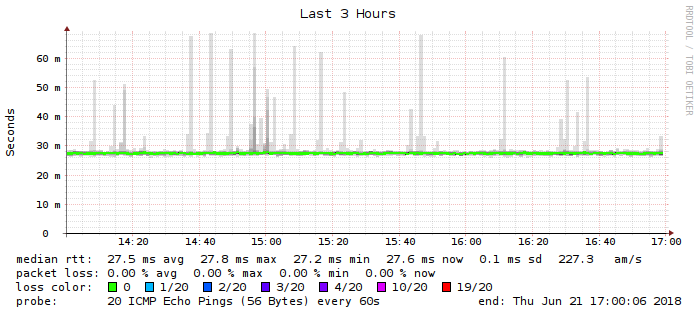 Last 3 Hours
RRDTOOL / TOBI OETIKER
Seconds
60 m
50 m
40 m
30 m
20 m
10 m
0
14:20 14:40 15:00 15:20 15:40 16:00 16:20 16:40 17:00
median rtt: 27.5 ms avg 27.8 ms max 27.2 ms min 27.6 ms now 0.1 ms sd 227.3 am/s
packet loss: 0.00 % avg 0.00 % max 0.00 % min 0.00 % now
loss color: 0 1/20 2/20 3/20 4/20 10/20 19/20
probe: 20 ICMP Echo Pings (56 Bytes) every 60s end: Thu Jun 21 17:00:06 2018